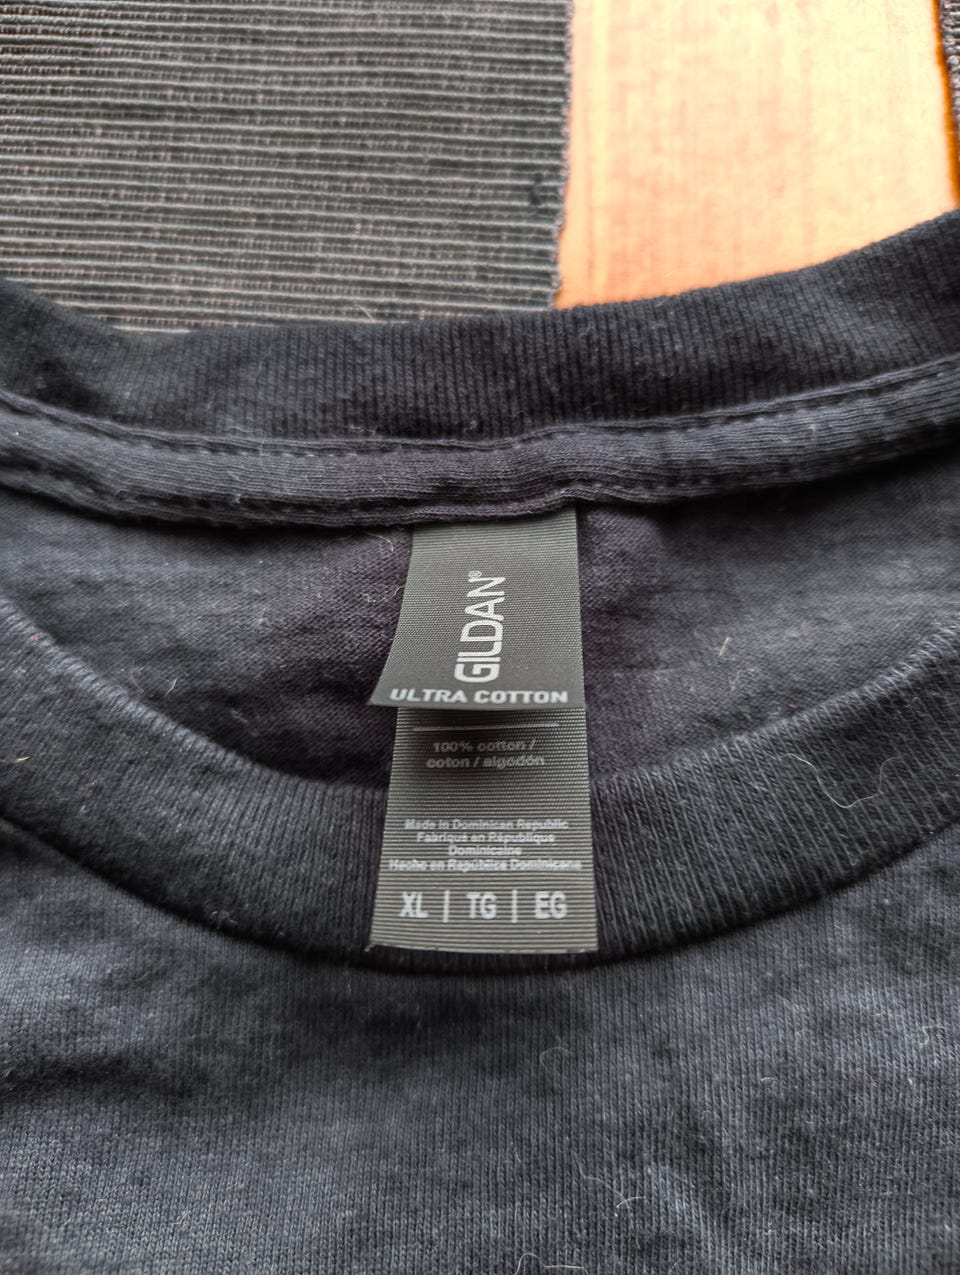 GILDAN®
ULTRA COTTON
100% cotton /
coton / algodón
Made in Dominican Republic
Fabriqué en République
Dominicaine
Hecho en República Dominicana
XL | TG | EG